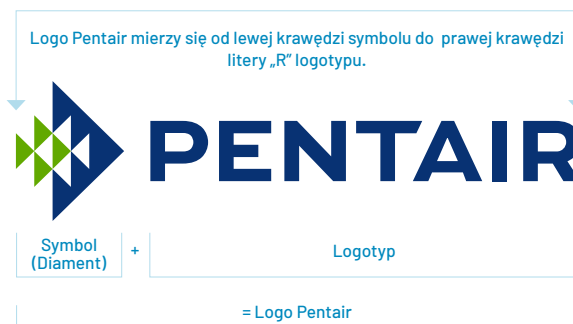 Logo Pentair mierzy się od lewej krawędzi symbolu do prawej krawędzi
litery „R” logotypu.
PENTAIR
Symbol
(Diament)
+
Logotyp
= Logo Pentair